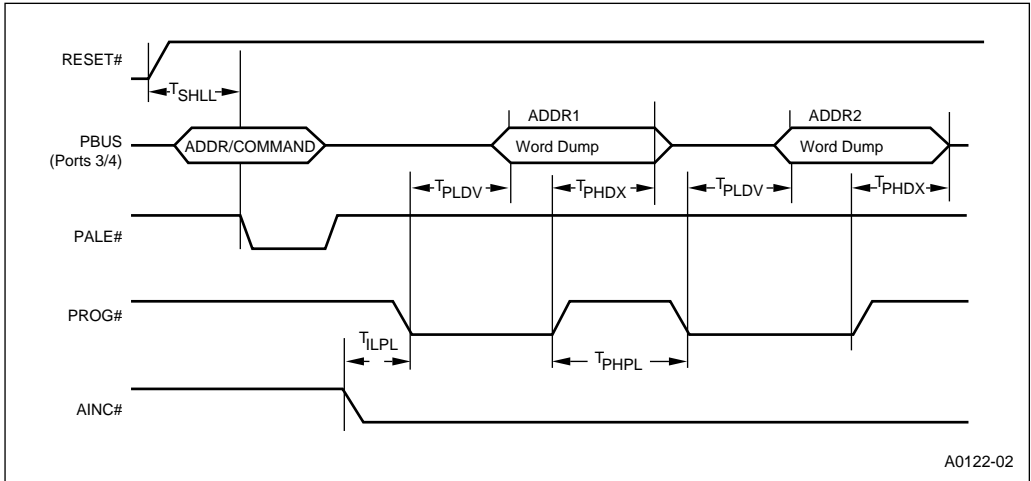 RESET#
TSHLL
PBUS
(Ports 3/4)
ADDR/COMMAND
ADDR1
Word Dump
ADDR2
Word Dump
TPLDV
TPHDX
TPLDV
TPHDX
PALE#
PROG#
TILPL
TPHPL
AINC#
A0122-02